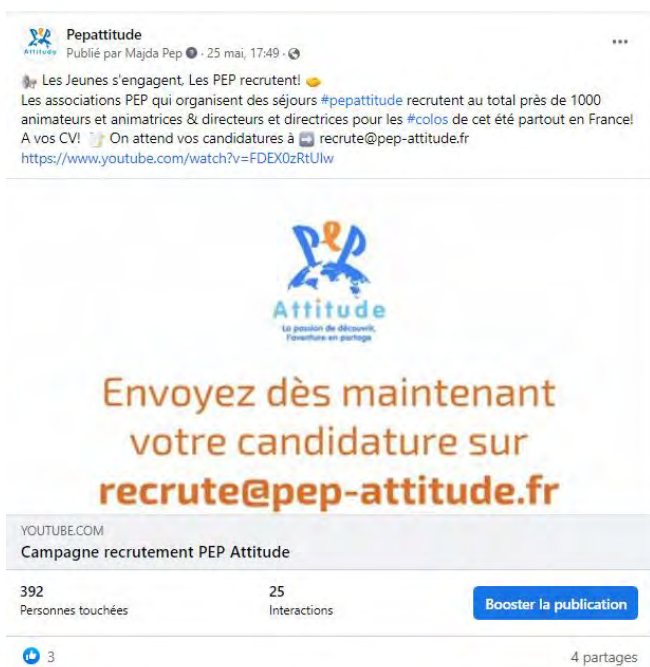 Pepattitude
Attitude
Publié par Majda Pep · 25 mai, 17:49 ·
Les Jeunes s'engagent, Les PEP recrutent!
Les associations PEP qui organisent des séjours #pepattitude recrutent au total près de 1000
animateurs et animatrices & directeurs et directrices pour les #colos de cet été partout en France!
A vos CV! On attend vos candidatures à recrute@pep-attitude.fr
https://www.youtube.com/watch?v=FDEX0zRtUIw
PeP
Attitude
La passion de découvrir,
l'aventure en partage
Envoyez dès maintenant
votre candidature sur
recrute@pep-attitude.fr
YOUTUBE.COM
Campagne recrutement PEP Attitude
392
Personnes touchées
25
Interactions
Booster la publication
3
4 partages